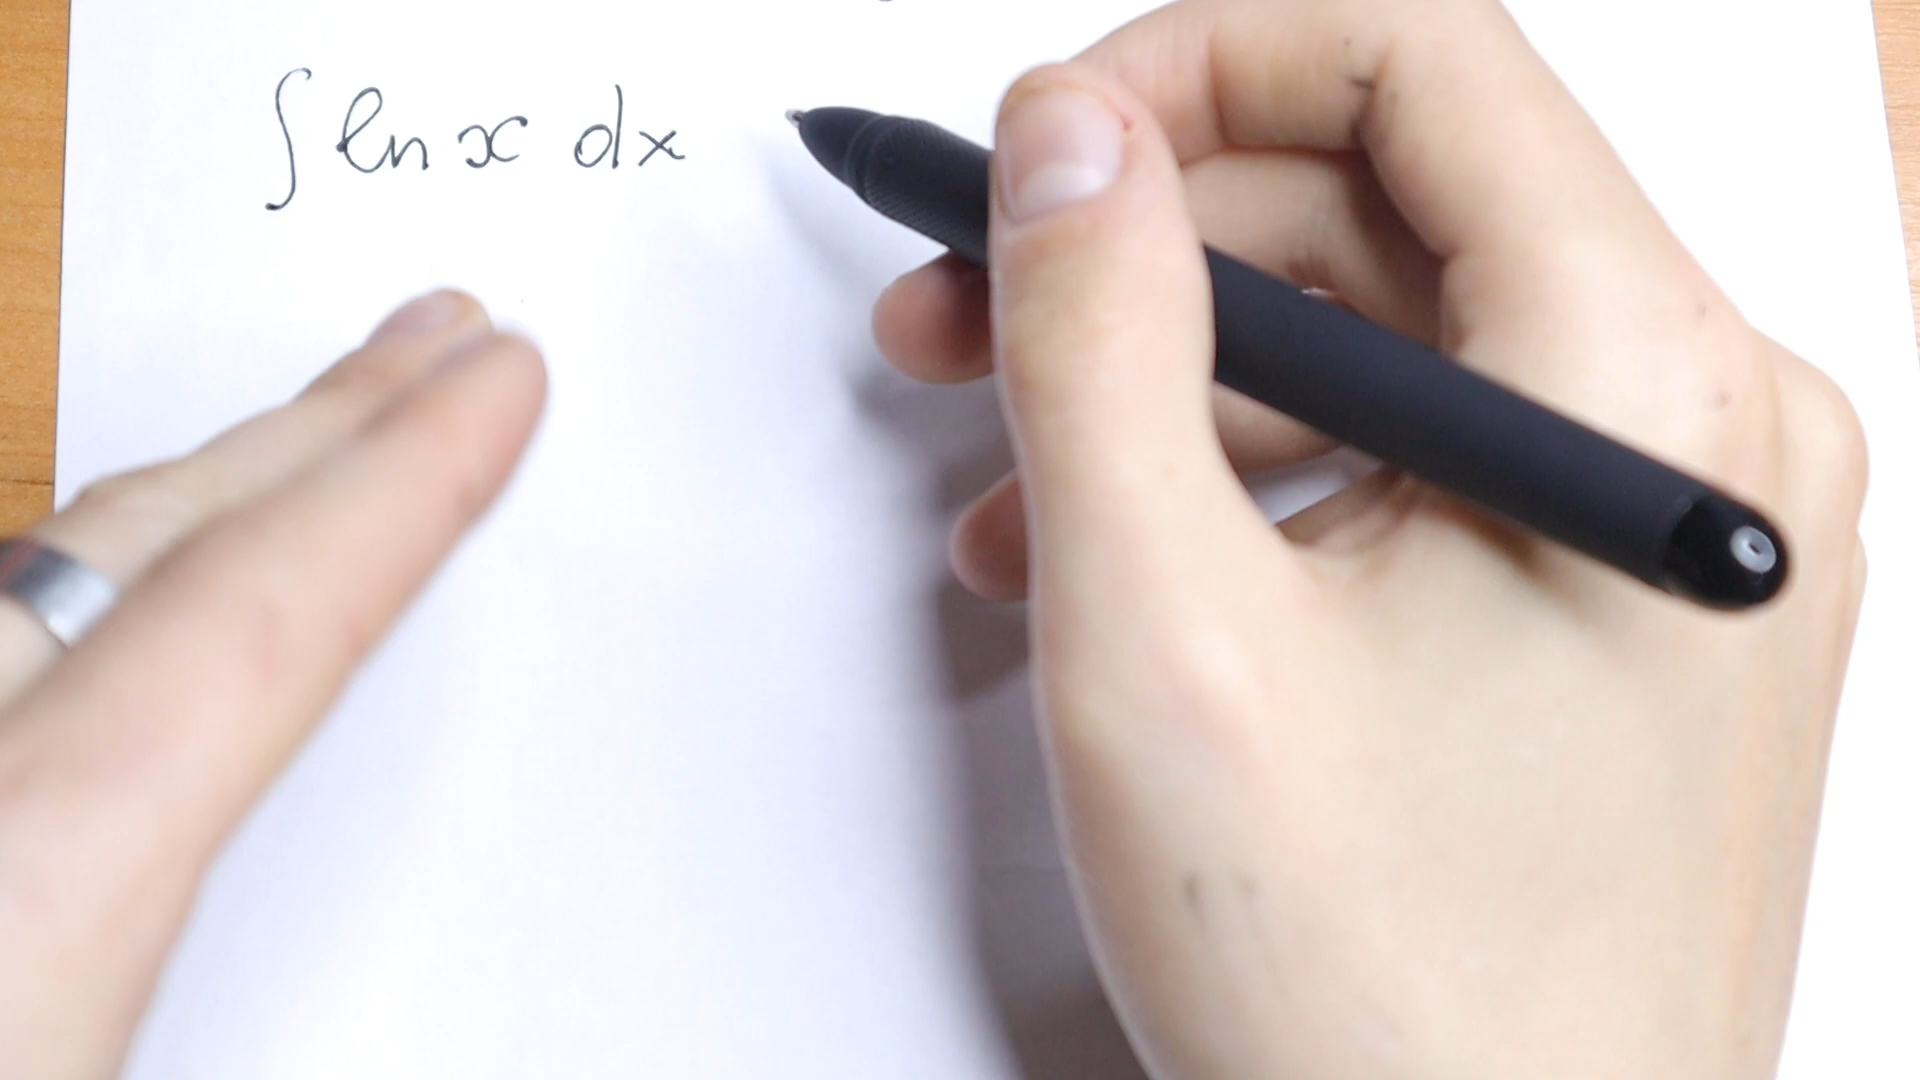 ∫ ln x dx